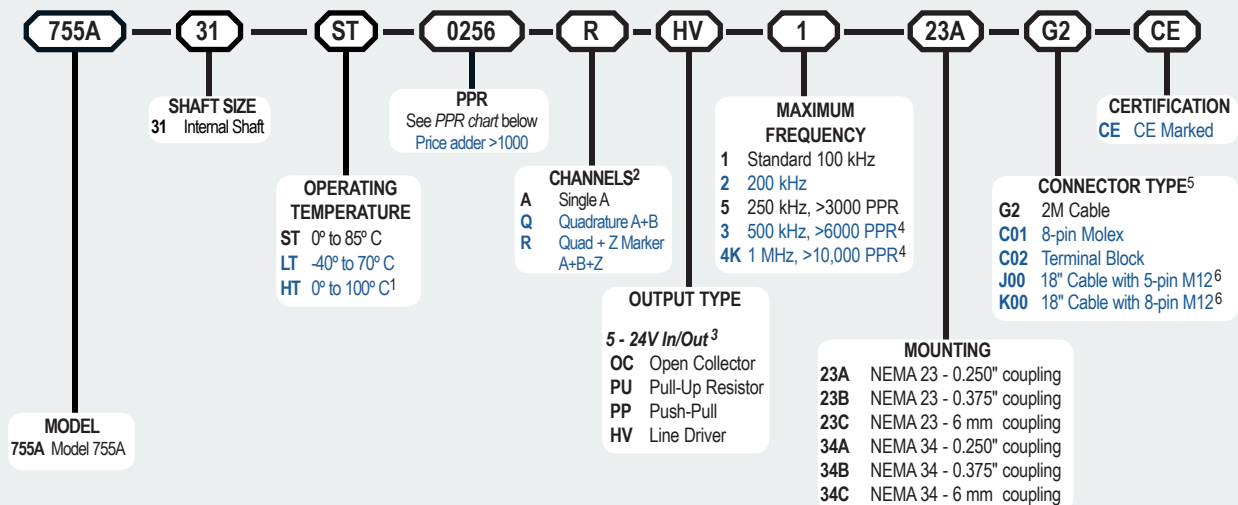 755A 31 ST 0256 R HV 1 23A G2 CE
SHAFT SIZE
31 Internal Shaft
PPR
See PPR chart below
Price adder >1000
MAXIMUM
FREQUENCY
1 Standard 100 kHz
2 200 kHz
5 250 kHz, >3000 PPR
3 500 kHz, >6000 PPR4
4K 1 MHz, >10,000 PPR4
CERTIFICATION
CE CE Marked
OPERATING
TEMPERATURE
ST 0º to 85º C
LT -40º to 70º C
HT 0º to 100º C1
CHANNELS2
A Single A
Q Quadrature A+B
R Quad + Z Marker
A+B+Z
CONNECTOR TYPE5
G2 2M Cable
C01 8-pin Molex
C02 Terminal Block
J00 18" Cable with 5-pin M12 6
K00 18" Cable with 8-pin M12 6
OUTPUT TYPE
5 - 24V In/Out 3
OC Open Collector
PU Pull-Up Resistor
PP Push-Pull
HV Line Driver
MOUNTING
23A NEMA 23 - 0.250" coupling
23B NEMA 23 - 0.375" coupling
23C NEMA 23 - 6 mm coupling
34A NEMA 34 - 0.250" coupling
34B NEMA 34 - 0.375" coupling
34C NEMA 34 - 6 mm coupling
MODEL
755A Model 755A